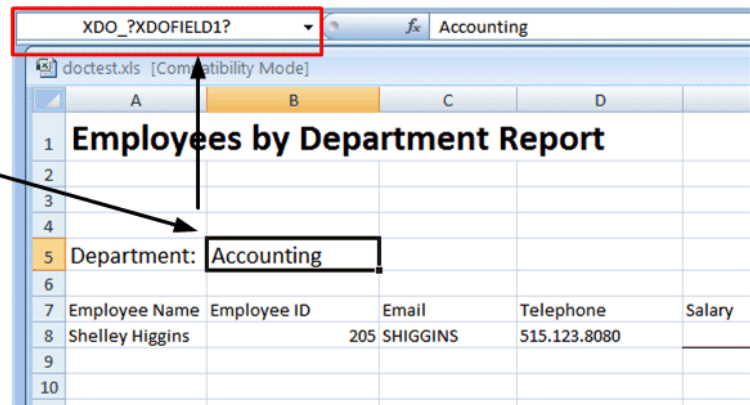 XDO_?XDOFIELD1? fx Accounting
doctest.xls [Compatibility Mode]
A B C D
1 Employees by Department Report
2
3
4
5 Department: Accounting
6
7 Employee Name Employee ID Email Telephone Salary
8 Shelley Higgins 205 SHIGGINS 515.123.8080
9
10